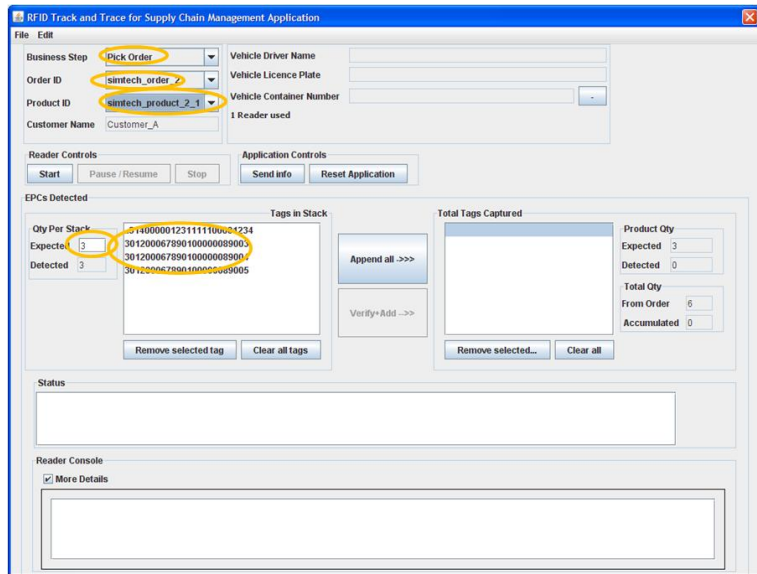 RFID Track and Trace for Supply Chain Management Application
File Edit
Business Step Pick Order
Order ID simtech_order_2
Product ID simtech_product_2_1
Customer Name Customer_A
Vehicle Driver Name
Vehicle Licence Plate
Vehicle Container Number -
1 Reader used
Reader Controls
Start Pause / Resume Stop
Application Controls
Send info Reset Application
EPCs Detected
Qty Per Stack
Expected 3
Detected 3
Tags in Stack
301200067890100000089003
301200067890100000089005
Remove selected tag Clear all tags
Append all ->>>
Verify+Add -->>
Total Tags Captured
Remove selected... Clear all
Product Qty
Expected 3
Detected 0
Total Qty
From Order 6
Accumulated 0
Status
Reader Console
More Details